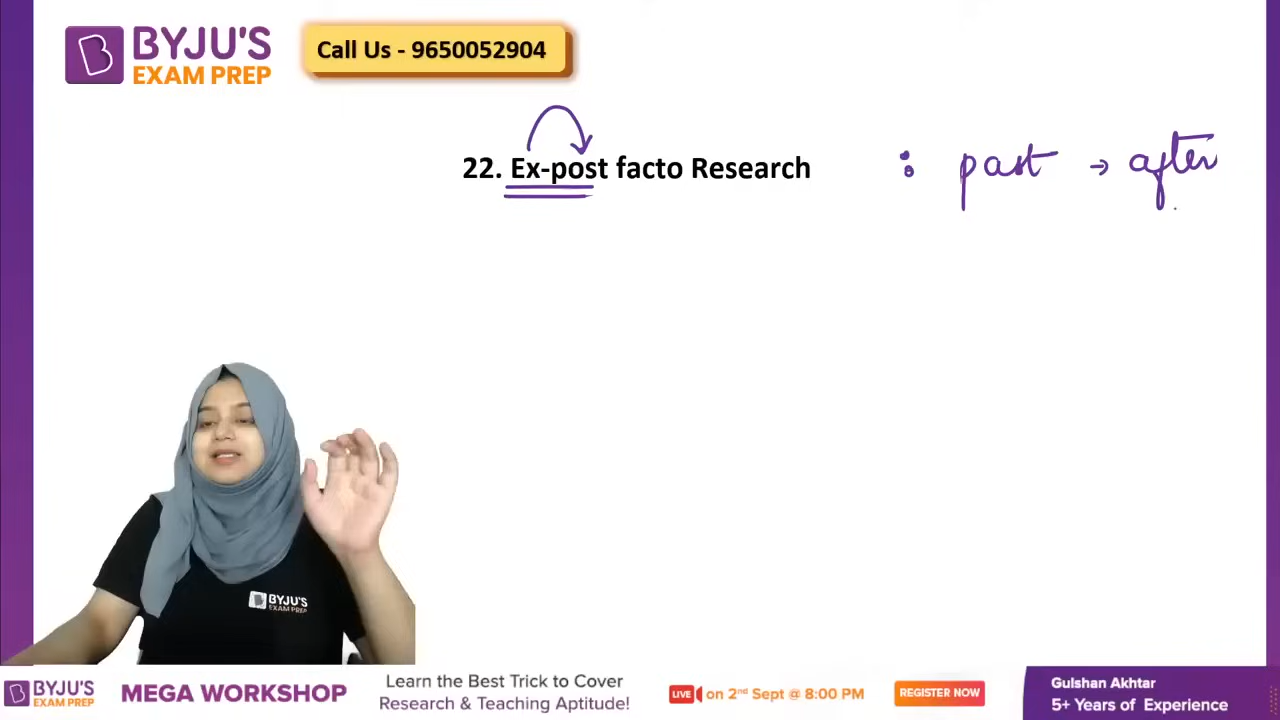 BYJU'S
EXAM PREP
Call Us - 9650052904
22. Ex-post facto Research : past → after
BYJU'S
EXAM PREP
BYJU'S
EXAM PREP
MEGA WORKSHOP
Learn the Best Trick to Cover
Research & Teaching Aptitude!
LIVE on 2nd Sept @ 8:00 PM
REGISTER NOW
Gulshan Akhtar
5+ Years of Experience